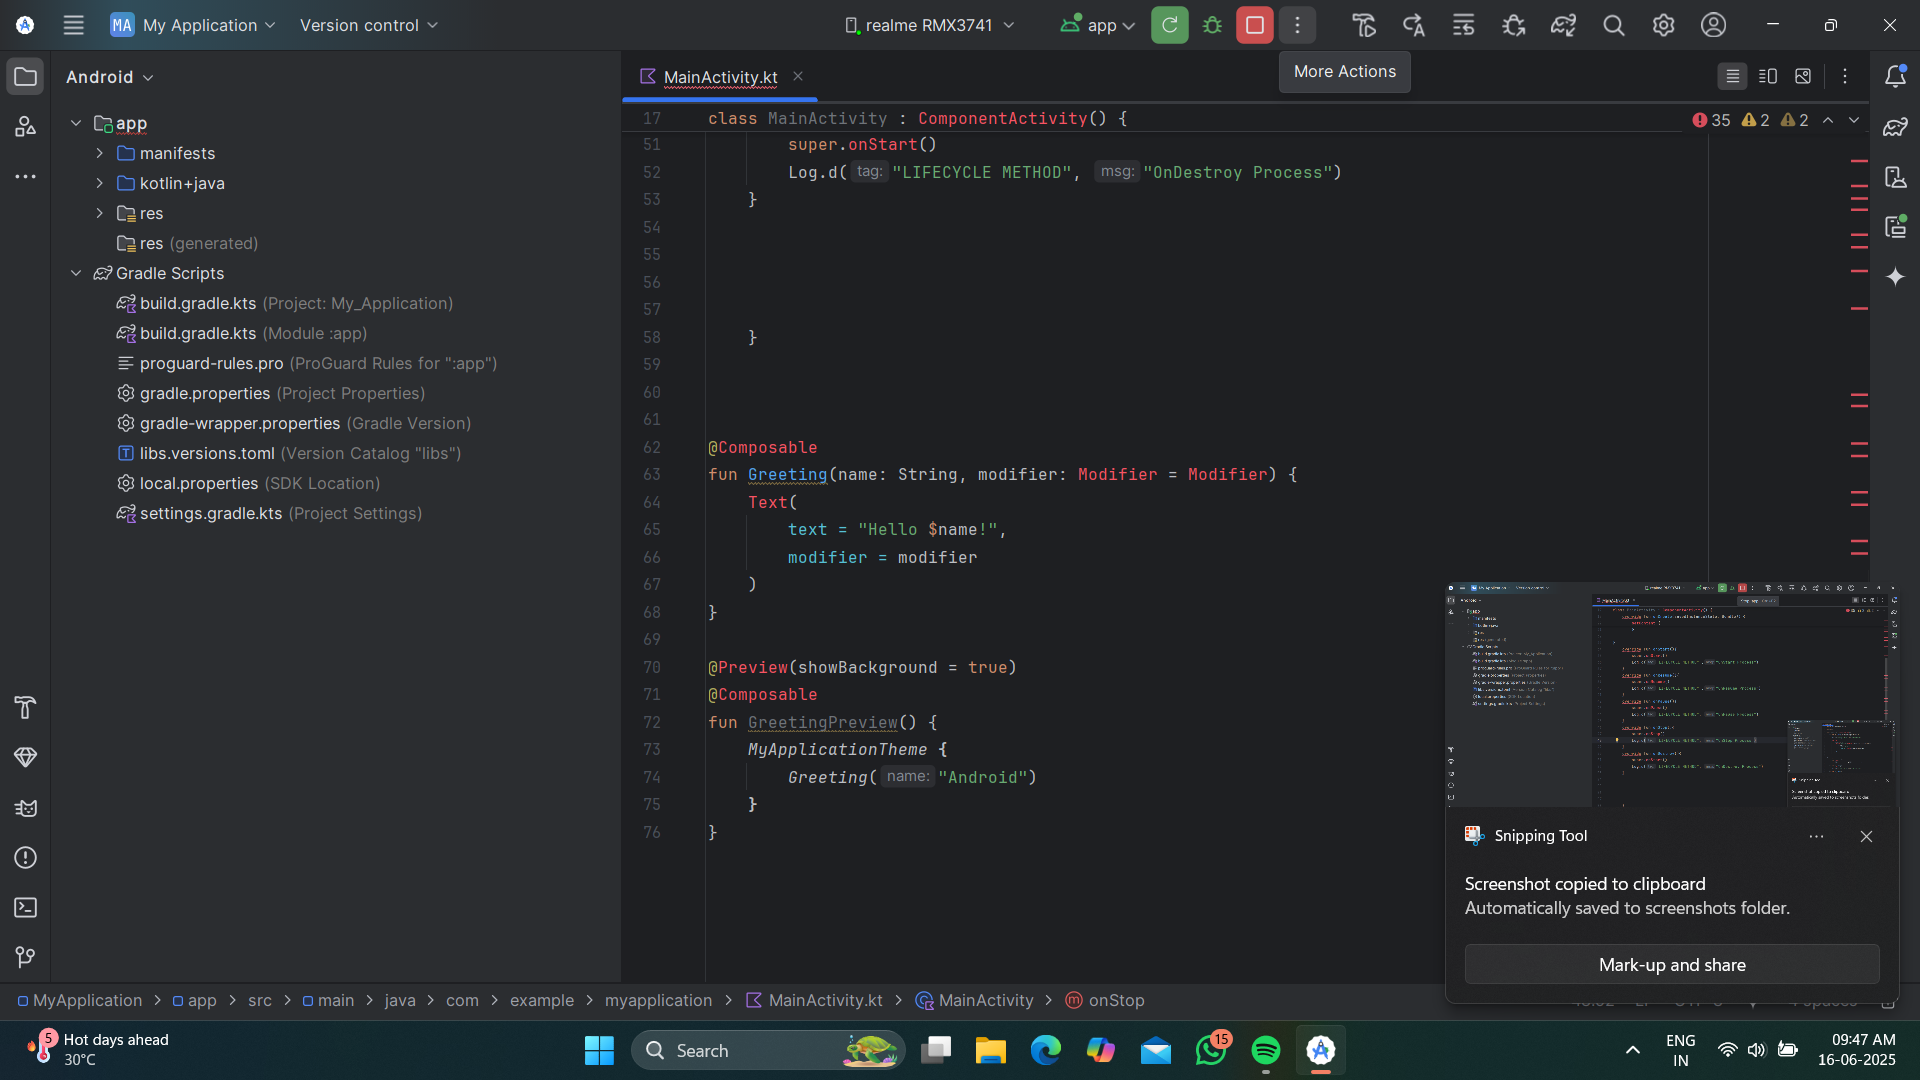 MA My Application
Version control
realme RMX3741
app
More Actions
Android
MainActivity.kt
app
manifests
kotlin+java
res
res (generated)
Gradle Scripts
build.gradle.kts (Project: My_Application)
build.gradle.kts (Module :app)
proguard-rules.pro (ProGuard Rules for ":app")
gradle.properties (Project Properties)
gradle-wrapper.properties (Gradle Version)
libs.versions.toml (Version Catalog "libs")
local.properties (SDK Location)
settings.gradle.kts (Project Settings)
17 class MainActivity : ComponentActivity() {
35 2 2
51 super.onStart()
52 Log.d( tag: "LIFECYCLE METHOD", msg: "OnDestroy Process")
53 }
54
55
56
57
58 }
59
60
61
62 @Composable
63 fun Greeting(name: String, modifier: Modifier = Modifier) {
64 Text(
65 text = "Hello $name!",
66 modifier = modifier
67 )
68 }
69
70 @Preview(showBackground = true)
71 @Composable
72 fun GreetingPreview() {
73 MyApplicationTheme {
74 Greeting( name: "Android")
75 }
76 }
Snipping Tool
Screenshot copied to clipboard
Automatically saved to screenshots folder.
Mark-up and share
MyApplication > app > src > main > java > com > example > myapplication > MainActivity.kt > MainActivity > onStop
5
Hot days ahead
30°C
Search
15
ENG
IN
09:47 AM
16-06-2025